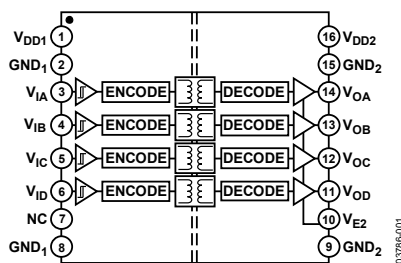 VDD1 1 16 VDD2
GND1 2 15 GND2
VIA 3 ENCODE DECODE 14 VOA
VIB 4 ENCODE DECODE 13 VOB
VIC 5 ENCODE DECODE 12 VOC
VID 6 ENCODE DECODE 11 VOD
NC 7 10 VE2
GND1 8 9 GND2
03786-001